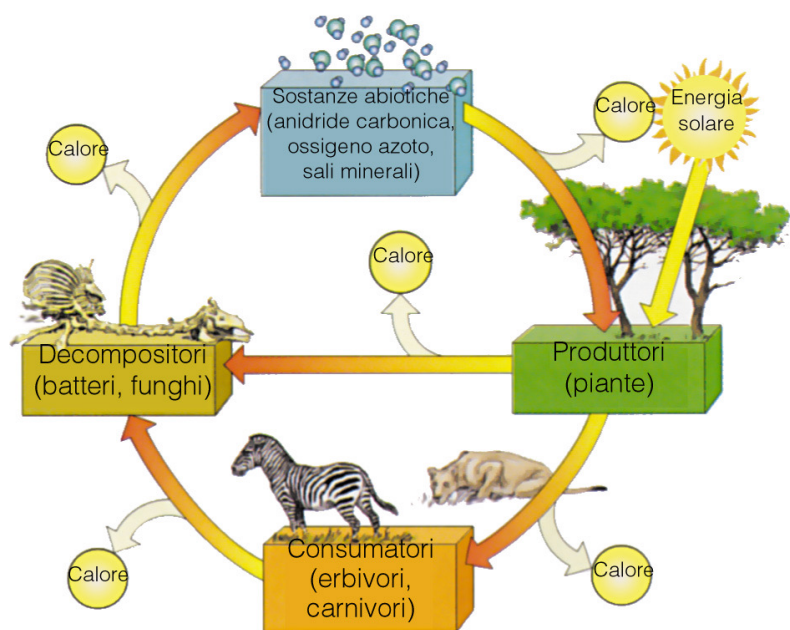 Sostanze abiotiche
(anidride carbonica,
ossigeno azoto,
sali minerali)
Calore
Energia
solare
Calore
Calore
Decompositori
(batteri, funghi)
Produttori
(piante)
Consumatori
(erbivori,
carnivori)
Calore
Calore